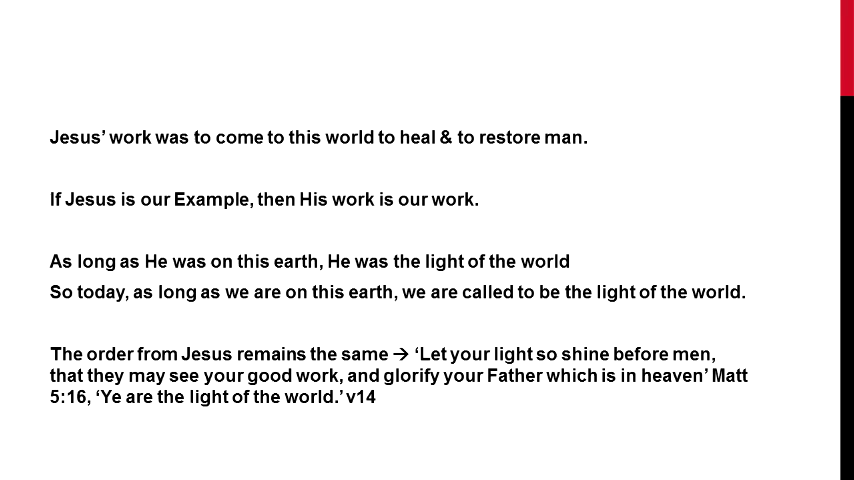 Jesus’ work was to come to this world to heal & to restore man.
If Jesus is our Example, then His work is our work.
As long as He was on this earth, He was the light of the world
So today, as long as we are on this earth, we are called to be the light of the world.
The order from Jesus remains the same → ‘Let your light so shine before men,
that they may see your good work, and glorify your Father which is in heaven’ Matt
5:16, ‘Ye are the light of the world.’ v14